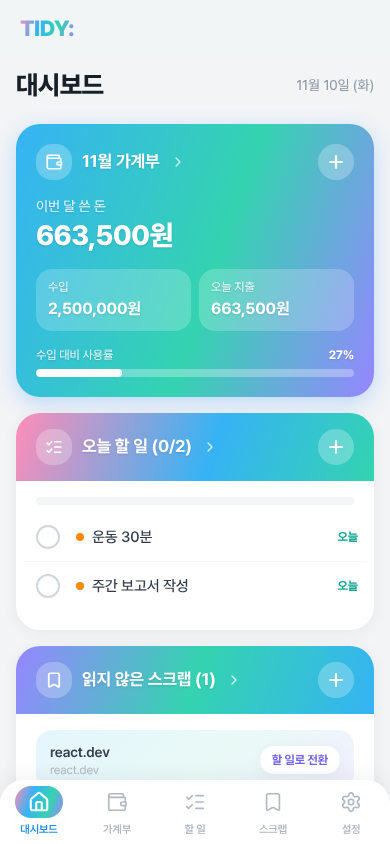 TIDY:
대시보드
11월 10일 (화)
11월 가계부
이번 달 쓴 돈
663,500원
수입
2,500,000원
오늘 지출
663,500원
수입 대비 사용률
27%
오늘 할 일 (0/2)
운동 30분
오늘
주간 보고서 작성
오늘
읽지 않은 스크랩 (1)
react.dev
react.dev
할 일로 전환
대시보드
가계부
할 일
스크랩
설정